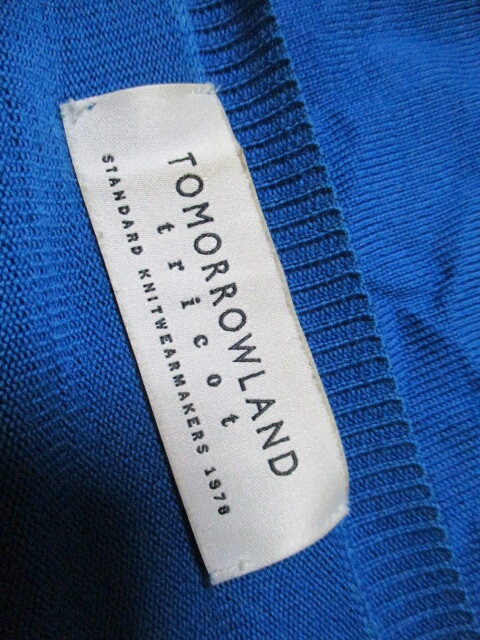 TOMORROWLAND
tricot
STANDARD KNITWEARMAKERS 1978